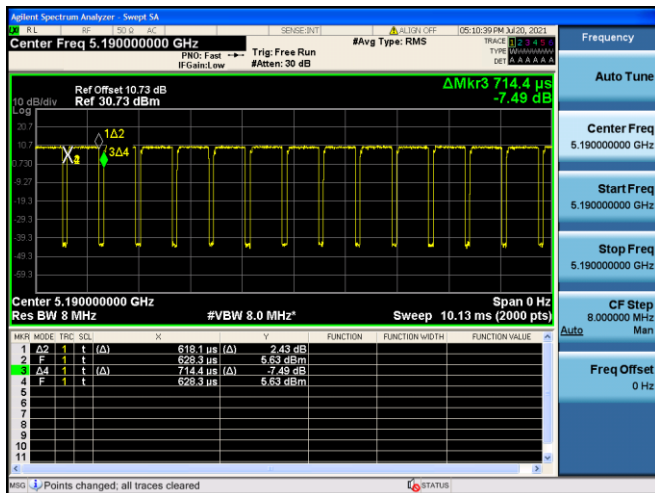 Agilent Spectrum Analyzer - Swept SA
RL RF 50 Ω AC SENSE:INT ALIGN OFF 05:10:39 PM Jul 20, 2021
Center Freq 5.190000000 GHz #Avg Type: RMS TRACE 1 2 3 4 5 6
PNO: Fast Trig: Free Run TYPE
IFGain:Low #Atten: 30 dB DET A A A A A A
Frequency
Auto Tune
Center Freq
5.190000000 GHz
Start Freq
5.190000000 GHz
Stop Freq
5.190000000 GHz
CF Step
8.000000 MHz
Auto Man
Freq Offset
0 Hz
Ref Offset 10.73 dB ΔMkr3 714.4 µs
10 dB/div Ref 30.73 dBm -7.49 dB
Log
20.7
10.7
0.730
-9.27
-19.3
-29.3
-39.3
-49.3
-59.3
1Δ2
3Δ4
Center 5.190000000 GHz Span 0 Hz
Res BW 8 MHz #VBW 8.0 MHz* Sweep 10.13 ms (2000 pts)
MKR MODE TRC SCL X Y FUNCTION FUNCTION WIDTH FUNCTION VALUE
1 Δ2 1 t (Δ) 618.1 µs (Δ) 2.43 dB
2 F 1 t 628.3 µs 5.63 dBm
3 Δ4 1 t (Δ) 714.4 µs (Δ) -7.49 dB
4 F 1 t 628.3 µs 5.63 dBm
5
6
7
8
9
10
11
MSG Points changed; all traces cleared STATUS